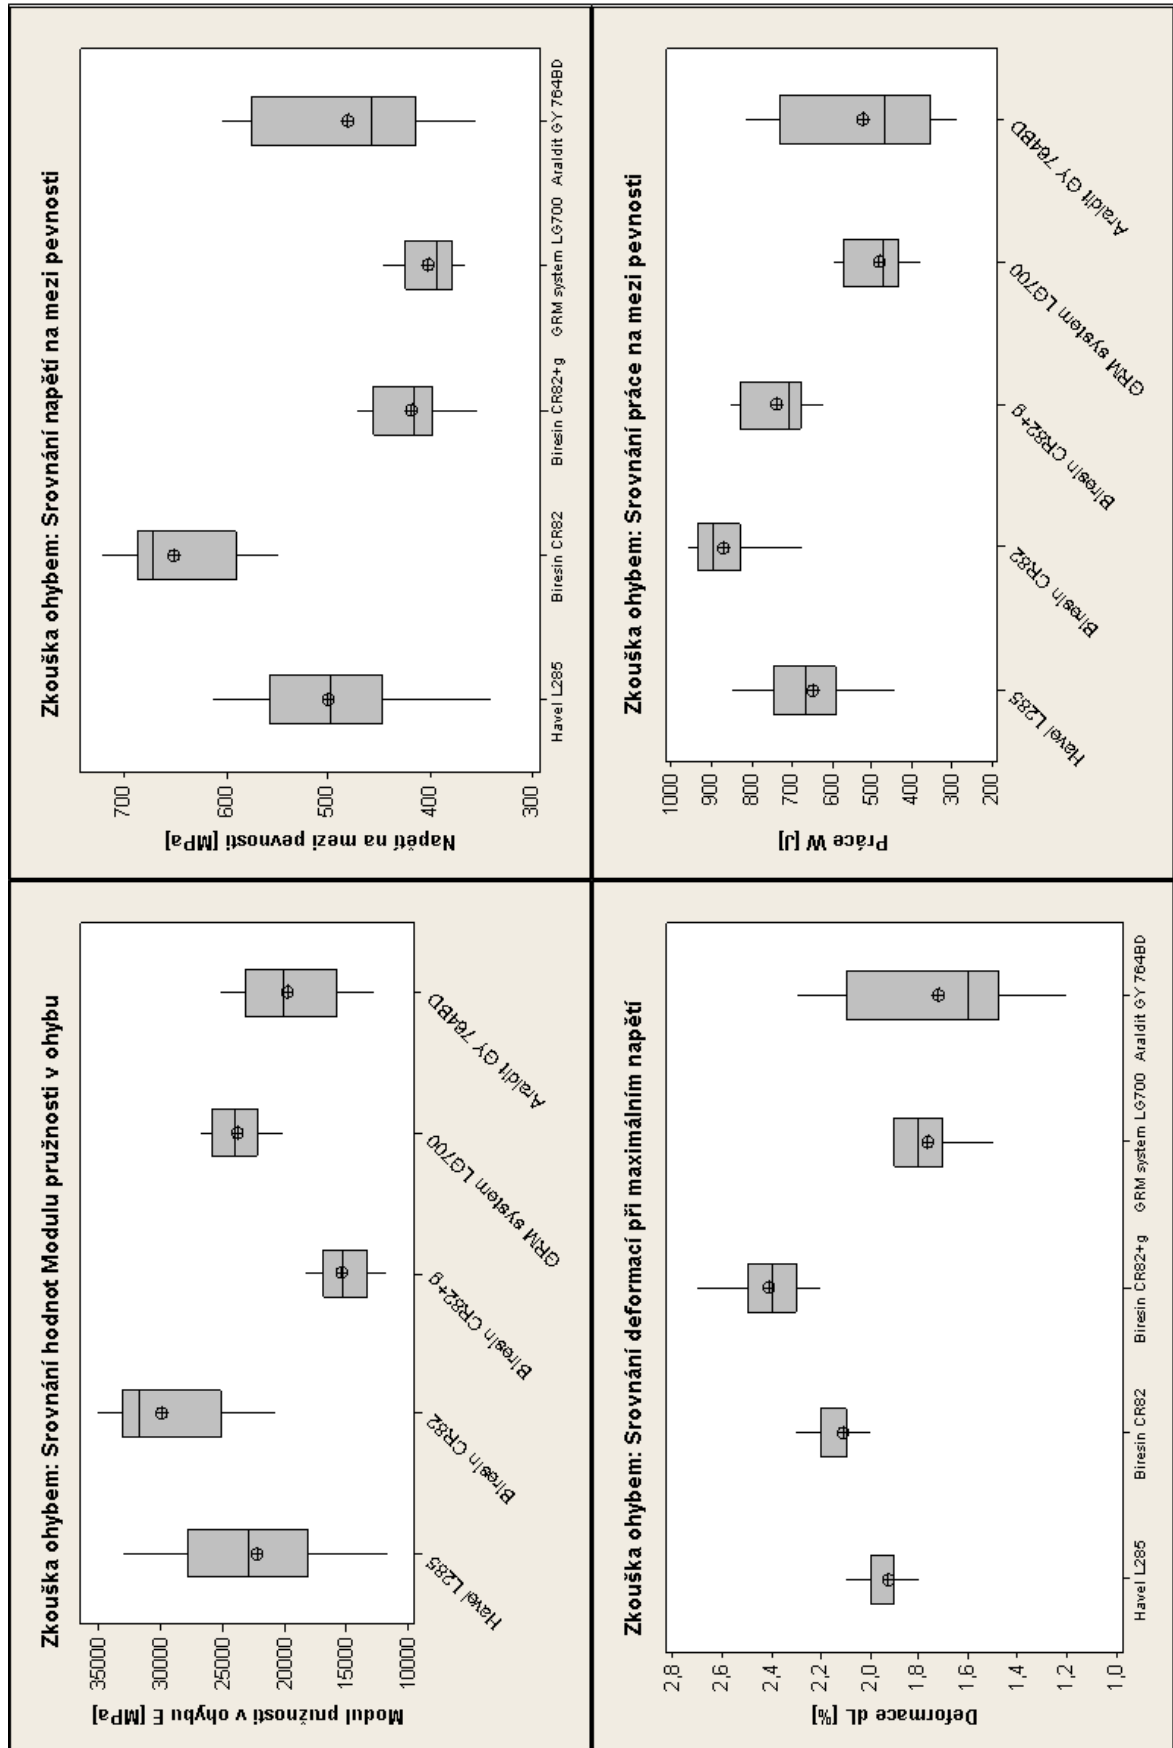 Zkouška ohybem: Srovnání hodnot Modulu pružnosti v ohybu
Modul pružnosti v ohybu E [MPa]
35000
30000
25000
20000
15000
10000
Havel L285
Biresin CR82
Biresin CR82+g
GRM system LG700
Araldit GY 764BD
Zkouška ohybem: Srovnání napětí na mezi pevnosti
Napětí na mezi pevnosti [MPa]
700
600
500
400
300
Havel L285
Biresin CR82
Biresin CR82+g
GRM system LG700
Araldit GY 764BD
Zkouška ohybem: Srovnání deformací při maximálním napětí
Deformace dL [%]
2,8
2,6
2,4
2,2
2,0
1,8
1,6
1,4
1,2
1,0
Havel L285
Biresin CR82
Biresin CR82+g
GRM system LG700
Araldit GY 764BD
Zkouška ohybem: Srovnání práce na mezi pevnosti
Práce W [J]
1000
900
800
700
600
500
400
300
200
Havel L285
Biresin CR82
Biresin CR82+g
GRM system LG700
Araldit GY 764BD